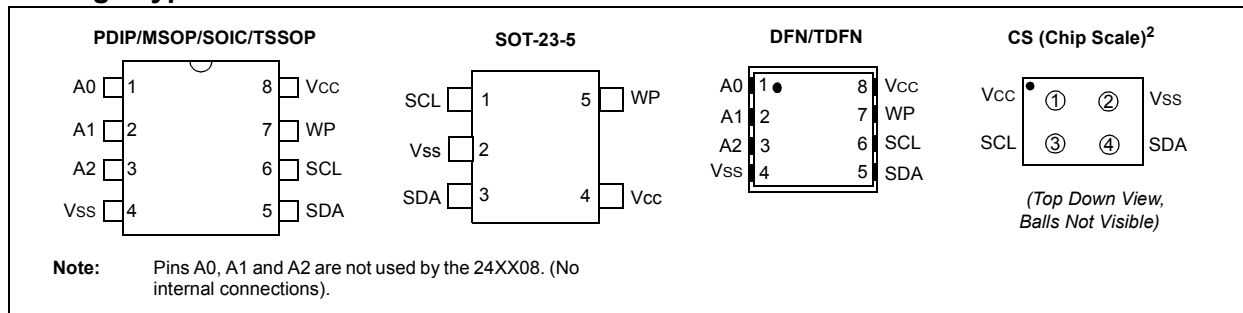 PDIP/MSOP/SOIC/TSSOP
A0 1 8 VCC
A1 2 7 WP
A2 3 6 SCL
VSS 4 5 SDA
SOT-23-5
SCL 1 5 WP
Vss 2
SDA 3 4 Vcc
DFN/TDFN
A0 1 8 VCC
A1 2 7 WP
A2 3 6 SCL
VSS 4 5 SDA
CS (Chip Scale)2
VCC 1 2 VSS
SCL 3 4 SDA
(Top Down View,
Balls Not Visible)
Note: Pins A0, A1 and A2 are not used by the 24XX08. (No
internal connections).